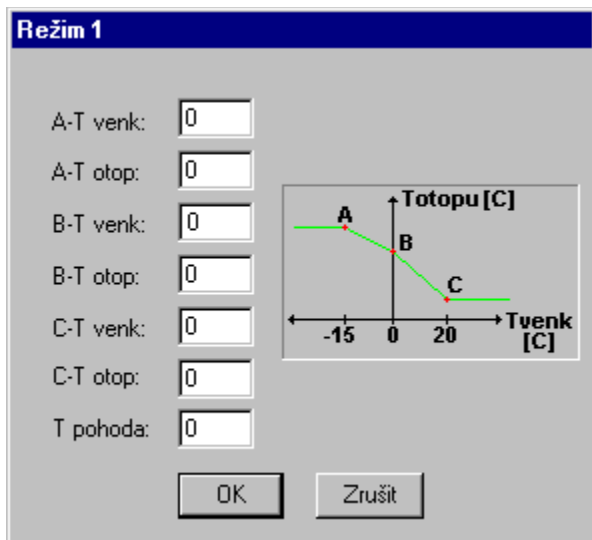 Režim 1
A-T venk: 0
A-T otop: 0
B-T venk: 0
B-T otop: 0
C-T venk: 0
C-T otop: 0
T pohoda: 0
Totopu [C]
A
B
C
-15 0 20
Tvenk
[C]
OK Zrušit